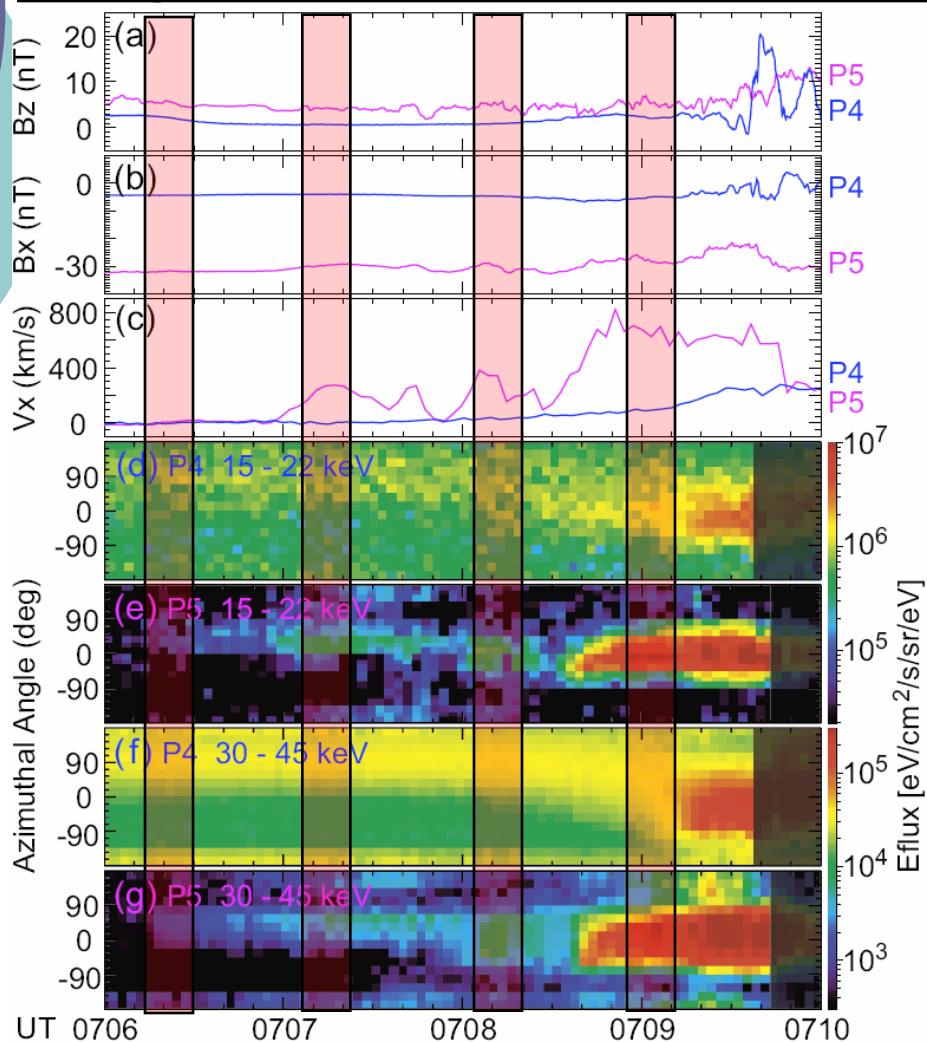 (a)
Bz (nT)
20
10
0
P5
P4
(b)
Bx (nT)
0
-30
P4
P5
(c)
Vx (km/s)
800
400
0
P4
P5
(d) P4 15 - 22 keV
90
0
-90
(e) P5 15 - 22 keV
90
0
-90
(f) P4 30 - 45 keV
90
0
-90
(g) P5 30 - 45 keV
90
0
-90
Azimuthal Angle (deg)
10^7
10^6
10^5
10^5
10^4
10^3
Eflux [eV/cm^2/s/sr/eV]
UT 0706 0707 0708 0709 0710